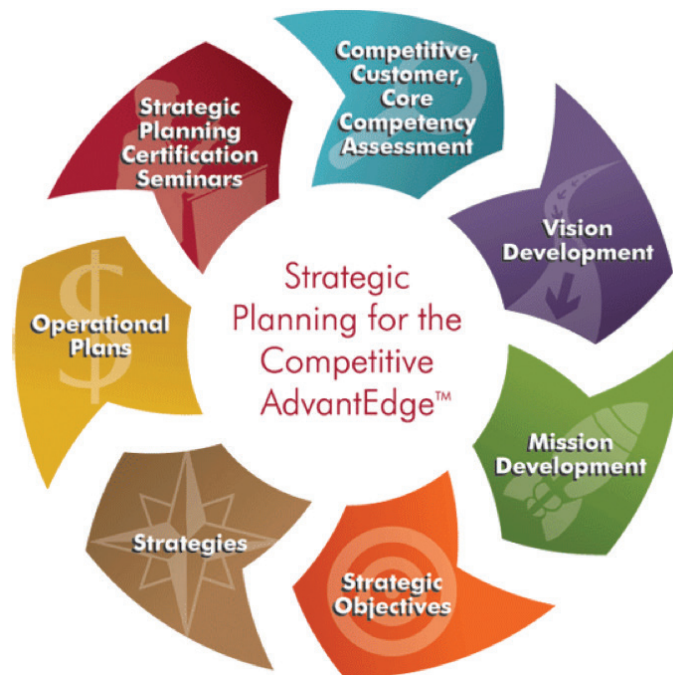 Strategic
Planning for the
Competitive
AdvantEdge™
Competitive,
Customer,
Core
Competency
Assessment
Vision
Development
Mission
Development
Strategic
Objectives
Strategies
Operational
Plans
Strategic
Planning
Certification
Seminars